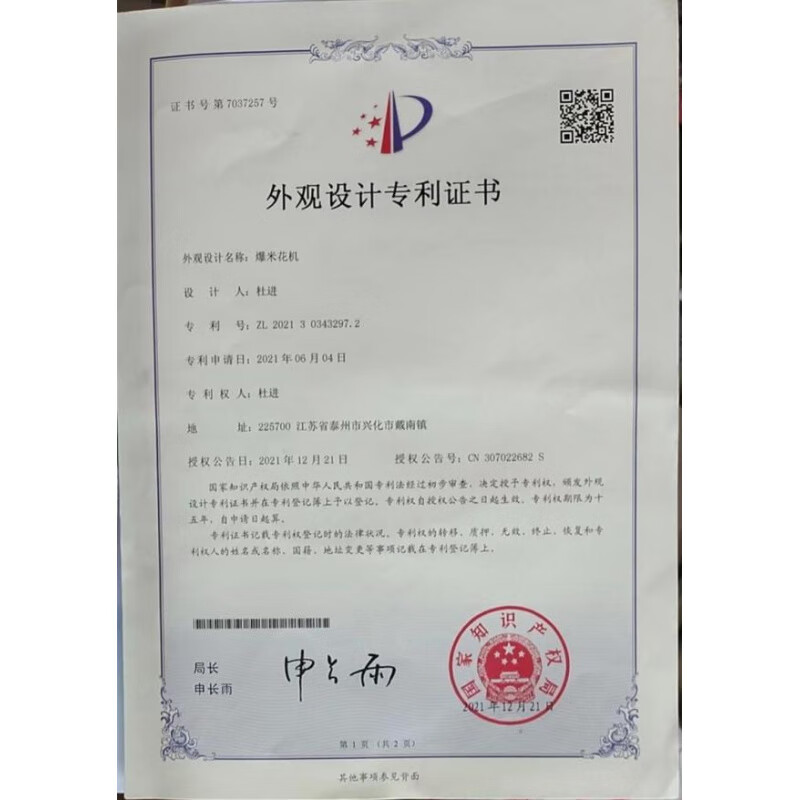 证书号第7037257号
外观设计专利证书
外观设计名称：爆米花机
设计人：杜进
专利号：ZL 2021 3 0343297.2
专利申请日：2021年06月04日
专利权人：杜进
地址：225700 江苏省泰州市兴化市戴南镇
授权公告日：2021年12月21日 授权公告号：CN 307022682 S
国家知识产权局依照中华人民共和国专利法经过初步审查，决定授予专利权，颁发外观
设计专利证书并在专利登记簿上予以登记。专利权自授权公告之日起生效。专利权期限为十
五年，自申请日起算。
专利证书记载专利权登记时的法律状况。专利权的转移、质押、无效、终止、恢复和专
利权人的姓名或名称、国籍、地址变更等事项记载在专利登记簿上。
局长
申长雨
申长雨
国家知识产权局
2021年12月21日
第1页（共2页）
其他事项参见背面